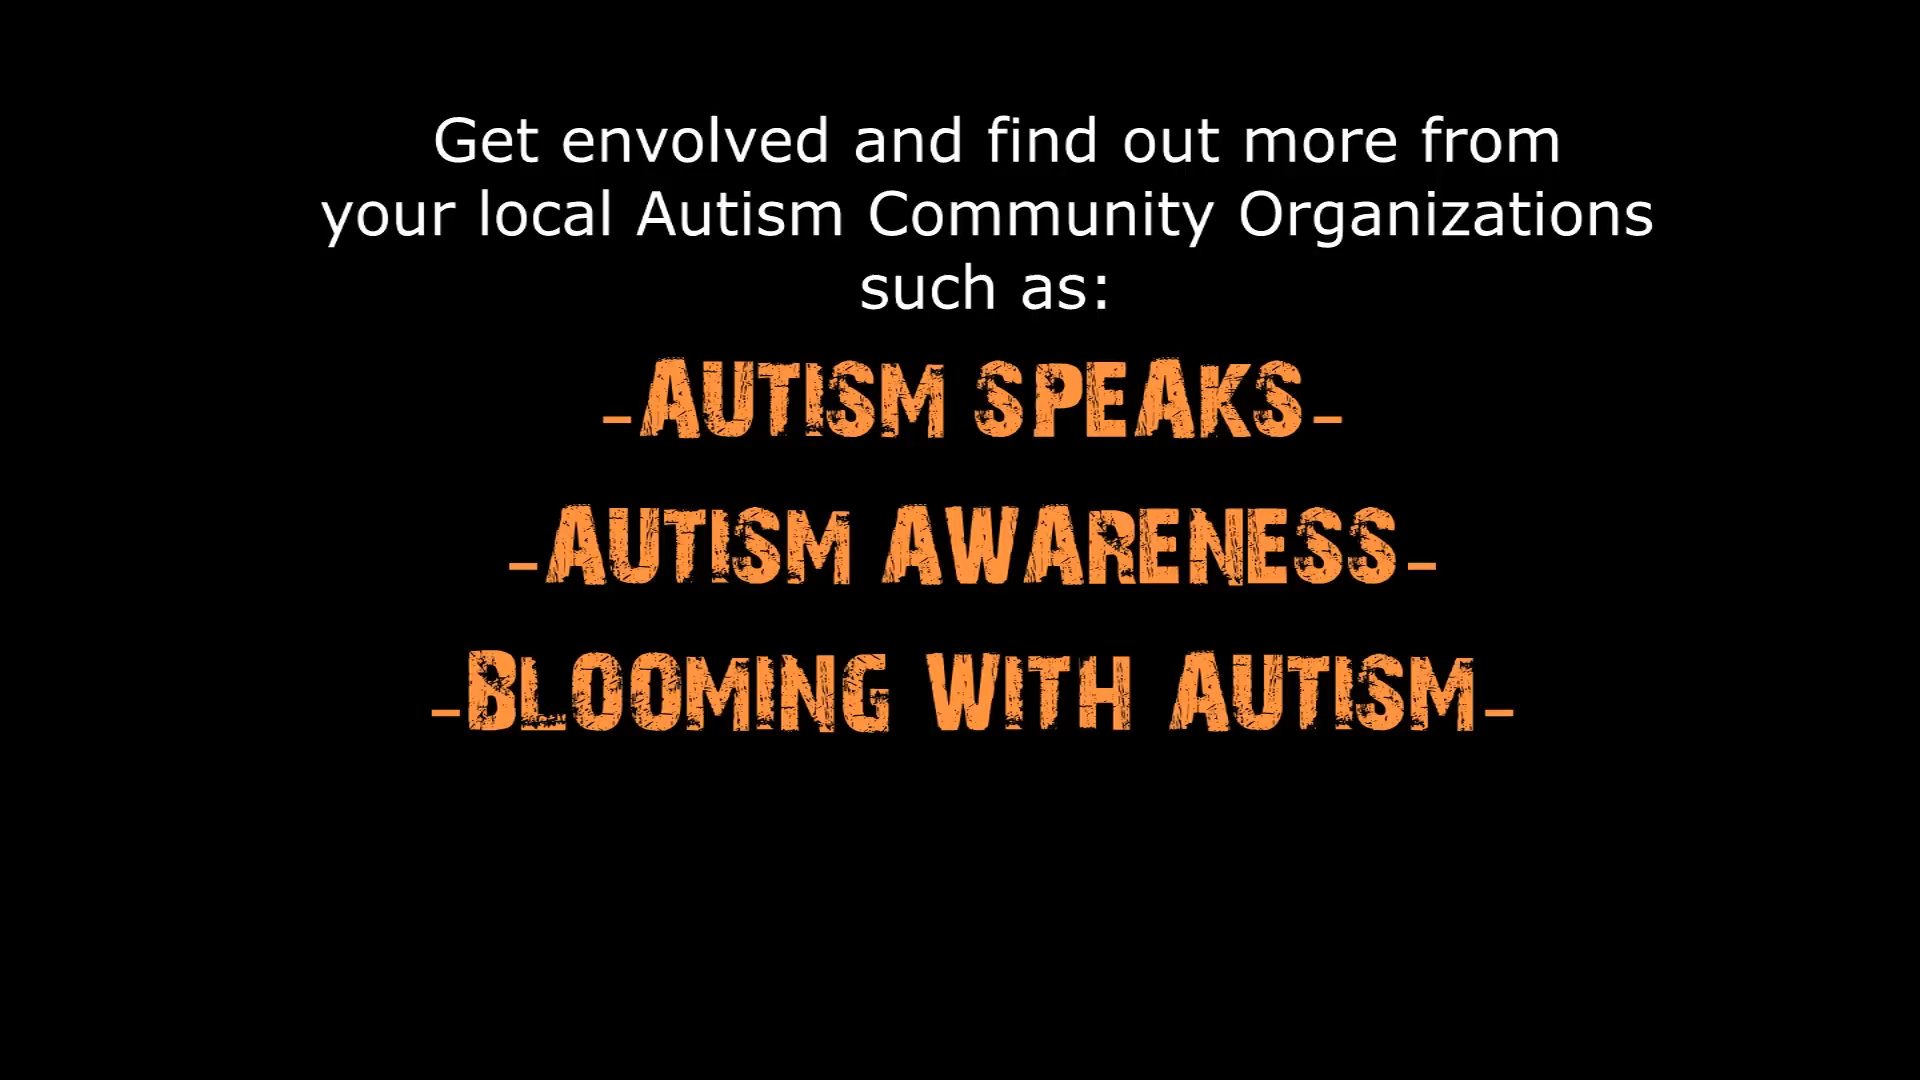 Get envolved and find out more from
your local Autism Community Organizations
such as:
-Autism Speaks-
-Autism Awareness-
-Blooming With Autism-